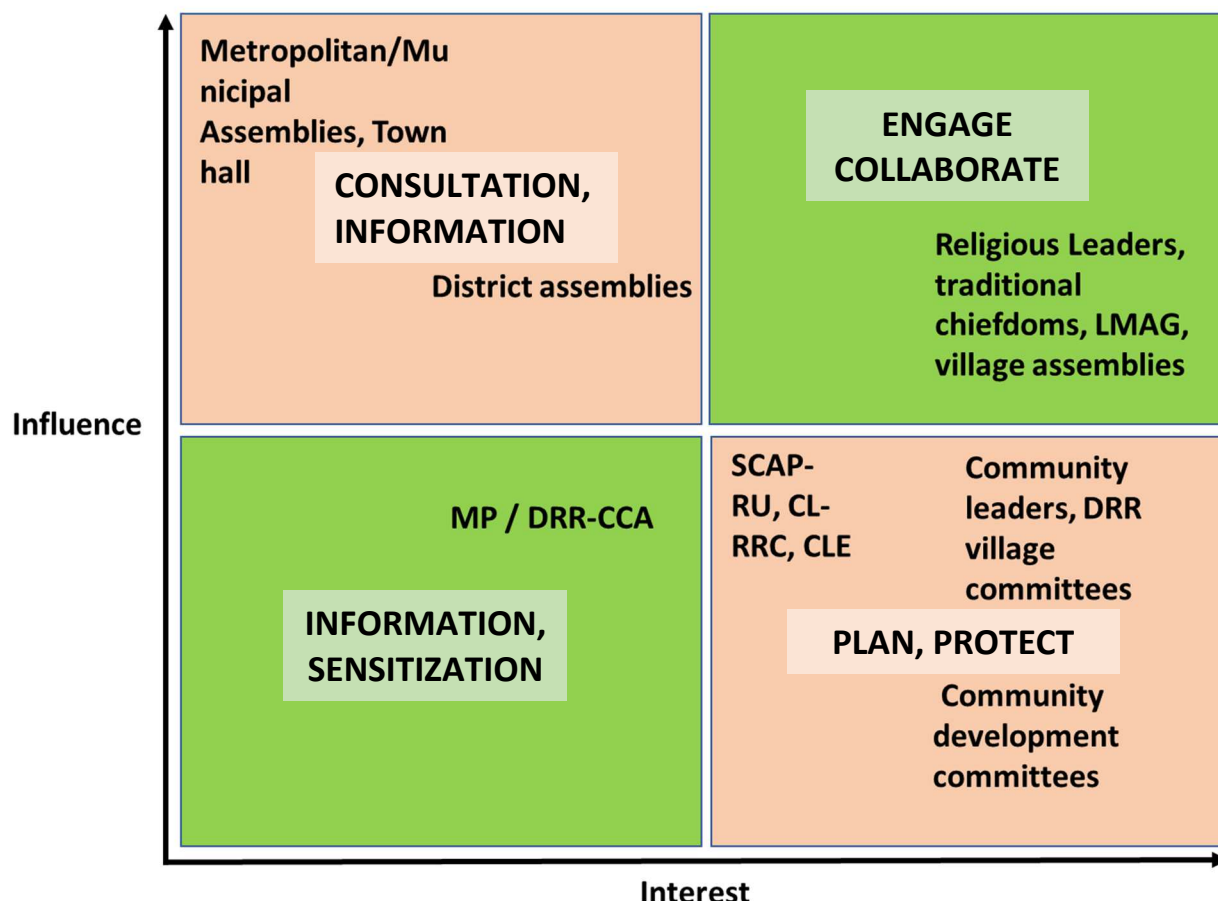 Metropolitan/Mu
nicipal
Assemblies, Town
hall
CONSULTATION,
INFORMATION
District assemblies
ENGAGE
COLLABORATE
Religious Leaders,
traditional
chiefdoms, LMAG,
village assemblies
Influence
MP / DRR-CCA
INFORMATION,
SENSITIZATION
SCAP-
RU, CL-
RRC, CLE
Community
leaders, DRR
village
committees
PLAN, PROTECT
Community
development
committees
Interest